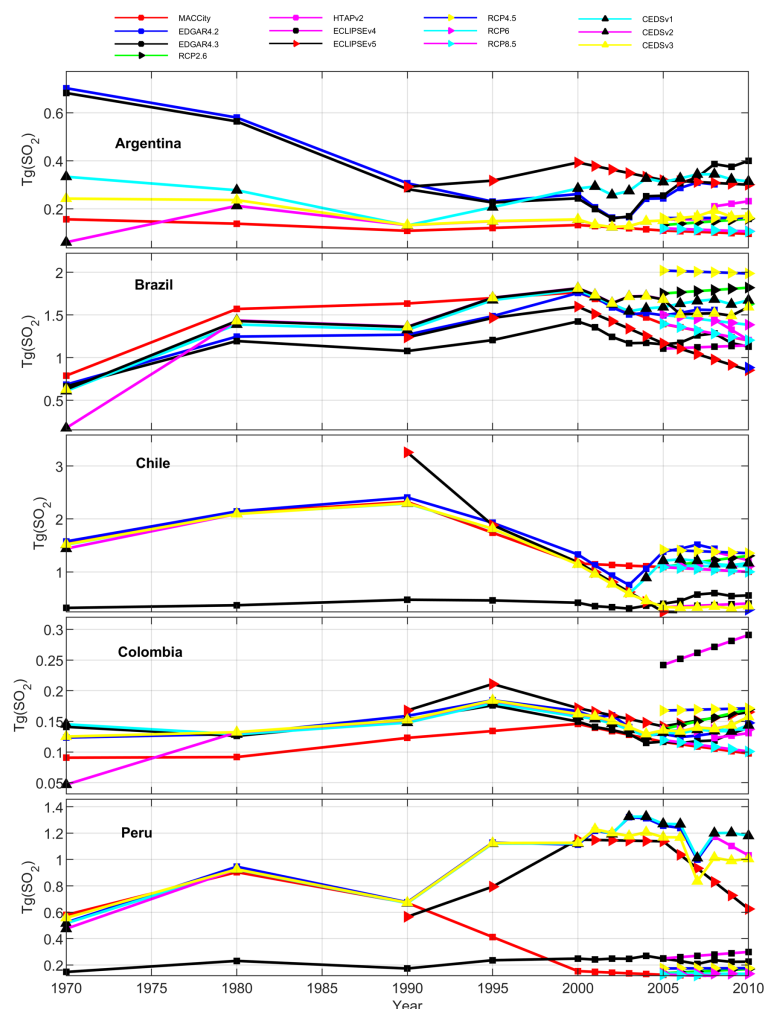 MACCity HTAPv2 RCP4.5 CEDSv1
EDGAR4.2 ECLIPSEv4 RCP6 CEDSv2
EDGAR4.3 ECLIPSEv5 RCP8.5 CEDSv3
RCP2.6
Argentina
Tg(SO2)
0.6
0.4
0.2
Brazil
Tg(SO2)
2
1.5
1
0.5
Chile
Tg(SO2)
3
2
1
Colombia
Tg(SO2)
0.3
0.25
0.2
0.15
0.1
0.05
Peru
Tg(SO2)
1.4
1.2
1
0.8
0.6
0.4
0.2
1970 1975 1980 1985 1990 1995 2000 2005 2010
Year